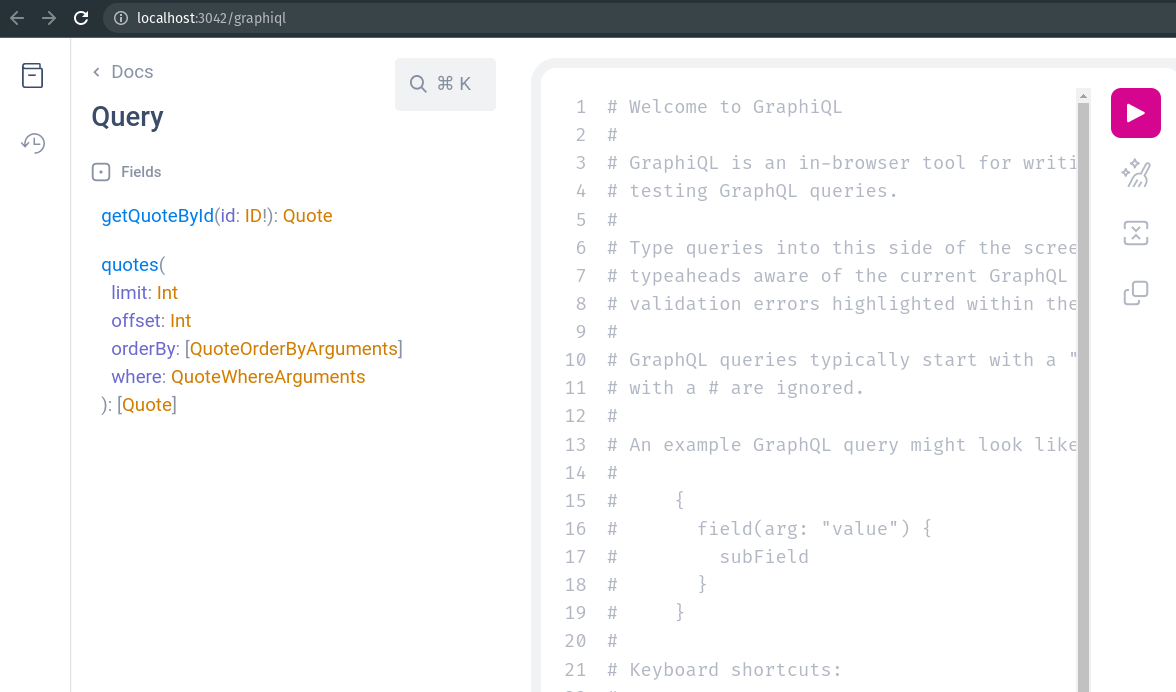 localhost:3042/graphiql
Docs
⌘ K
Query
Fields
getQuoteById(id: ID!): Quote
quotes(
limit: Int
offset: Int
orderBy: [QuoteOrderByArguments]
where: QuoteWhereArguments
): [Quote]
1 # Welcome to GraphiQL
2 #
3 # GraphiQL is an in-browser tool for writi
4 # testing GraphQL queries.
5 #
6 # Type queries into this side of the scree
7 # typeaheads aware of the current GraphQL
8 # validation errors highlighted within the
9 #
10 # GraphQL queries typically start with a "
11 # with a # are ignored.
12 #
13 # An example GraphQL query might look like
14 #
15 #     {
16 #       field(arg: "value") {
17 #         subField
18 #       }
19 #     }
20 #
21 # Keyboard shortcuts: